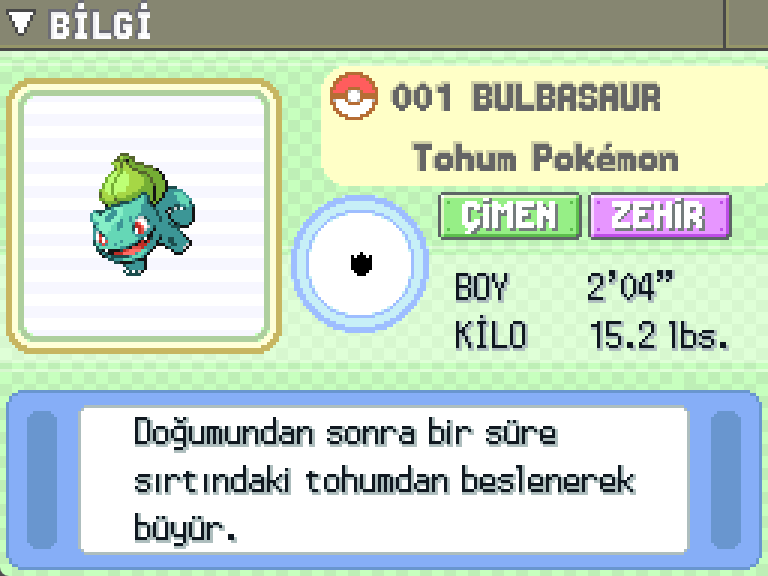 BİLGİ
001 BULBASAUR
Tohum Pokémon
ÇİMEN ZEHİR
BOY 2'04"
KİLO 15.2 lbs.
Doğumundan sonra bir süre
sırtındaki tohumdan beslenerek
büyür.